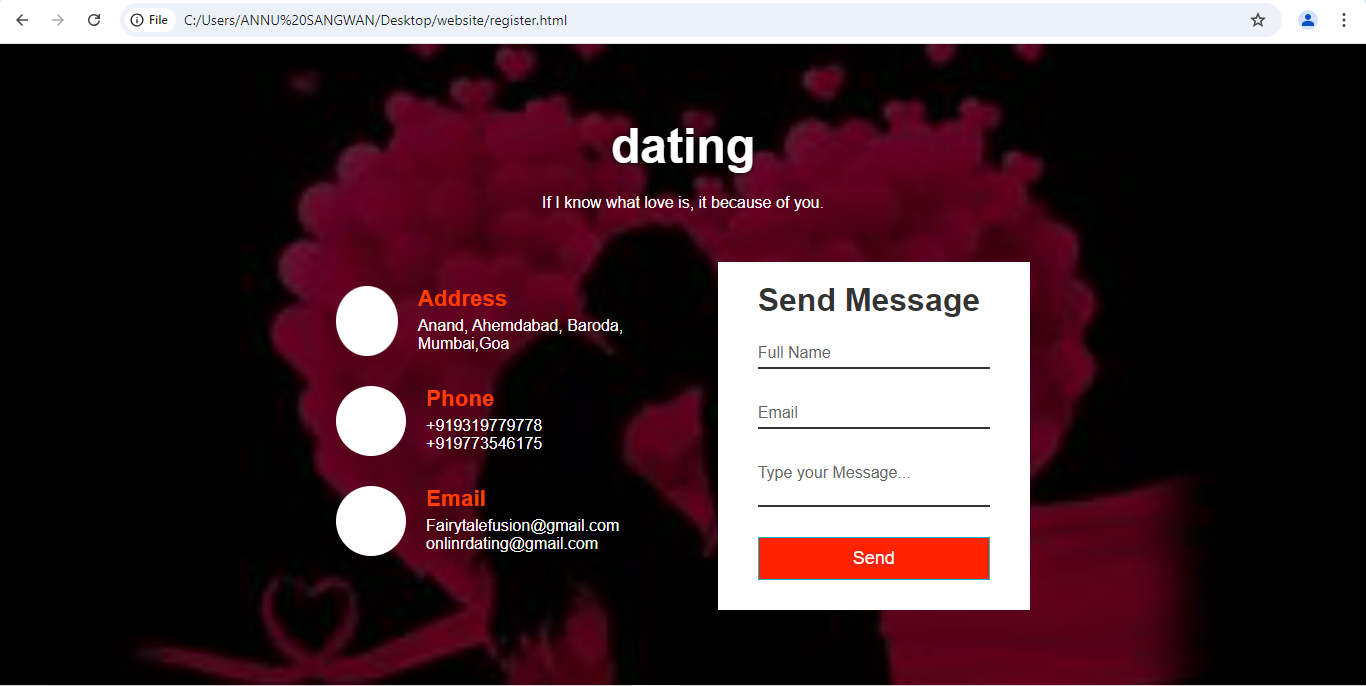 File C:/Users/ANNU%20SANGWAN/Desktop/website/register.html
dating
If I know what love is, it because of you.
Address
Anand, Ahemdabad, Baroda,
Mumbai,Goa
Phone
+919319779778
+919773546175
Email
Fairytalefusion@gmail.com
onlinrdating@gmail.com
Send Message
Full Name
Email
Type your Message...
Send